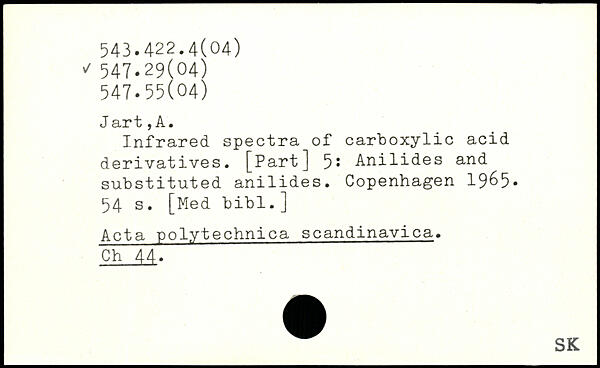 543.422.4(04)
✓ 547.29(04)
547.55(04)
Jart,A.
Infrared spectra of carboxylic acid
derivatives. [Part] 5: Anilides and
substituted anilides. Copenhagen 1965.
54 s. [Med bibl.]
Acta polytechnica scandinavica.
Ch 44.
SK